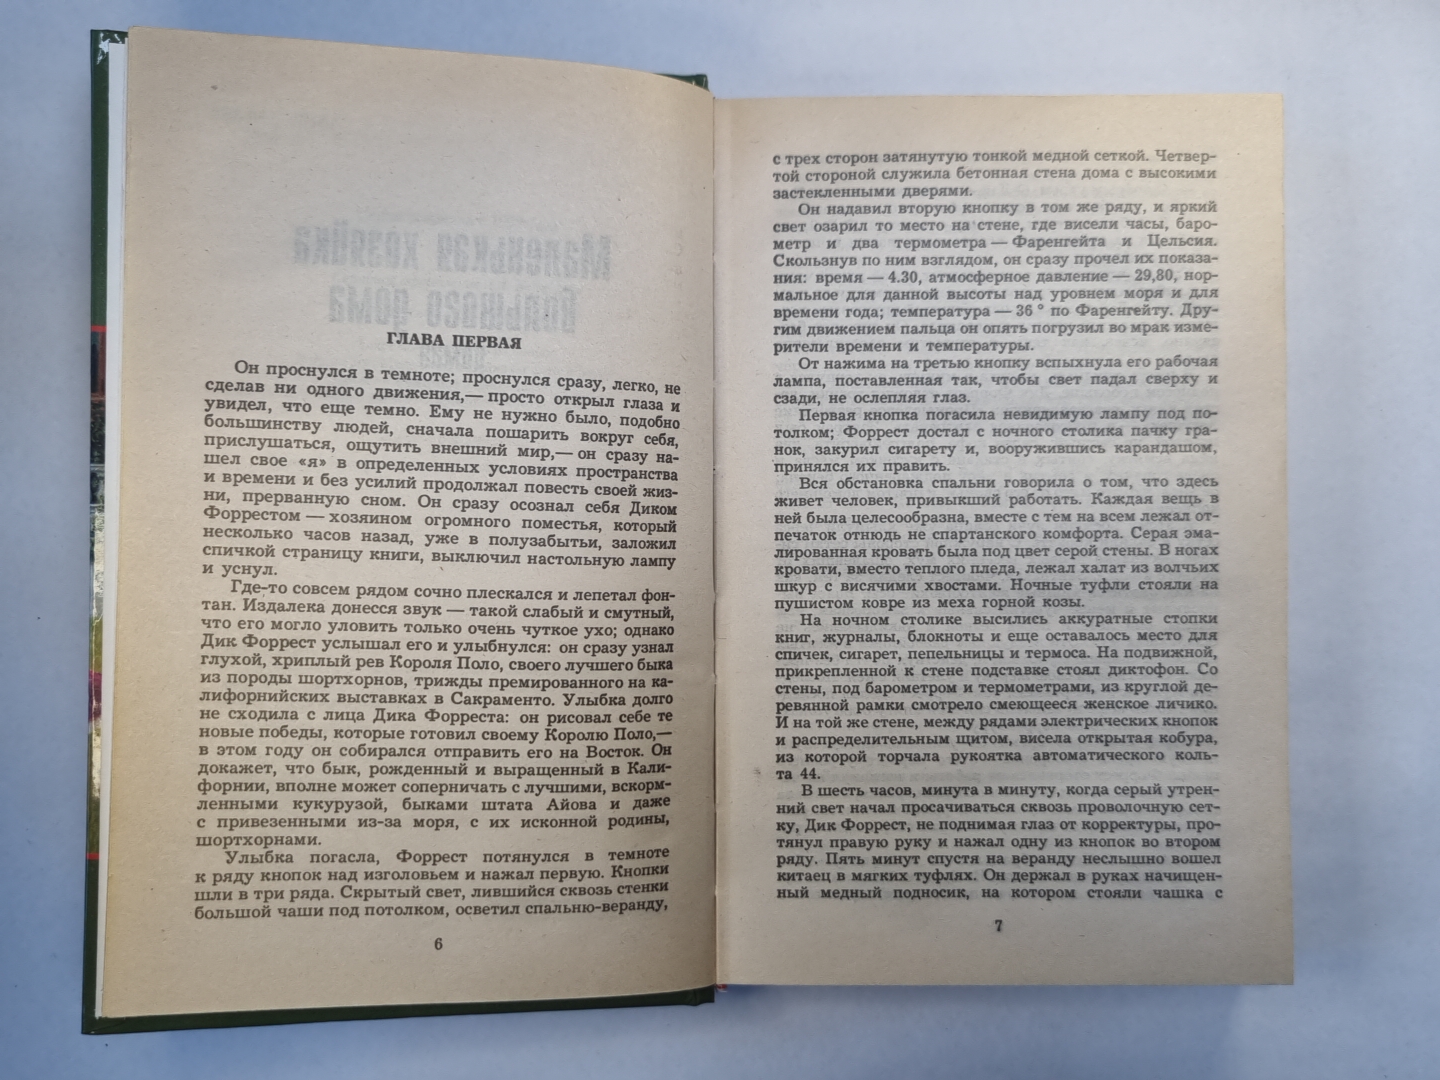 ГЛАВА ПЕРВАЯ
Он проснулся в темноте; проснулся сразу, легко, не
сделав ни одного движения,— просто открыл глаза и
увидел, что еще темно. Ему не нужно было, подобно
большинству людей, сначала пошарить вокруг себя,
прислушаться, ощутить внешний мир,— он сразу на-
шел свое «я» в определенных условиях пространства
и времени и без усилий продолжал повесть своей жиз-
ни, прерванную сном. Он сразу осознал себя Диком
Форрестом — хозяином огромного поместья, который
несколько часов назад, уже в полузабытьи, заложил
спичкой страницу книги, выключил настольную лампу
и уснул.
Где-то совсем рядом сочно плескался и лепетал фон-
тан. Издалека донесся звук — такой слабый и смутный,
что его могло уловить только очень чуткое ухо; однако
Дик Форрест услышал его и улыбнулся: он сразу узнал
глухой, хриплый рев Короля Поло, своего лучшего быка
из породы шортхорнов, трижды премированного на ка-
лифорнийских выставках в Сакраменто. Улыбка долго
не сходила с лица Дика Форреста: он рисовал себе те
новые победы, которые готовил своему Королю Поло,—
в этом году он собирался отправить его на Восток. Он
докажет, что бык, рожденный и выращенный в Кали-
форнии, вполне может соперничать с лучшими, вскорм-
ленными кукурузой, быками штата Айова и даже
с привезенными из-за моря, с их исконной родины,
шортхорнами.
Улыбка погасла, Форрест потянулся в темноте
к ряду кнопок над изголовьем и нажал первую. Кнопки
шли в три ряда. Скрытый свет, лившийся сквозь стенки
большой чаши под потолком, осветил спальню-веранду,
6
с трех сторон затянутую тонкой медной сеткой. Четвер-
той стороной служила бетонная стена дома с высокими
застекленными дверями.
Он надавил вторую кнопку в том же ряду, и яркий
свет озарил то место на стене, где висели часы, баро-
метр и два термометра — Фаренгейта и Цельсия.
Скользнув по ним взглядом, он сразу прочел их показа-
ния: время — 4.30, атмосферное давление — 29,80, нор-
мальное для данной высоты над уровнем моря и для
времени года; температура — 36 ° по Фаренгейту. Дру-
гим движением пальца он опять погрузил во мрак изме-
рители времени и температуры.
От нажима на третью кнопку вспыхнула его рабочая
лампа, поставленная так, чтобы свет падал сверху и
сзади, не ослепляя глаз.
Первая кнопка погасила невидимую лампу под по-
толком; Форрест достал с ночного столика пачку гра-
нок, закурил сигарету и, вооружившись карандашом,
принялся их править.
Вся обстановка спальни говорила о том, что здесь
живет человек, привыкший работать. Каждая вещь в
ней была целесообразна, вместе с тем на всем лежал от-
печаток отнюдь не спартанского комфорта. Серая эма-
лированная кровать была под цвет серой стены. В ногах
кровати, вместо теплого пледа, лежал халат из волчьих
шкур с висячими хвостами. Ночные туфли стояли на
пушистом ковре из меха горной козы.
На ночном столике высились аккуратные стопки
книг, журналы, блокноты и еще оставалось место для
спичек, сигарет, пепельницы и термоса. На подвижной,
прикрепленной к стене подставке стоял диктофон. Со
стены, под барометром и термометрами, из круглой де-
ревянной рамки смотрело смеющееся женское личико.
И на той же стене, между рядами электрических кнопок
и распределительным щитом, висела открытая кобура,
из которой торчала рукоятка автоматического коль-
та 44.
В шесть часов, минута в минуту, когда серый утрен-
ний свет начал просачиваться сквозь проволочную сет-
ку, Дик Форрест, не поднимая глаз от корректуры, про-
тянул правую руку и нажал одну из кнопок во втором
ряду. Пять минут спустя на веранду неслышно вошел
китаец в мягких туфлях. Он держал в руках начищен-
ный медный подносик, на котором стояли чашка с
7